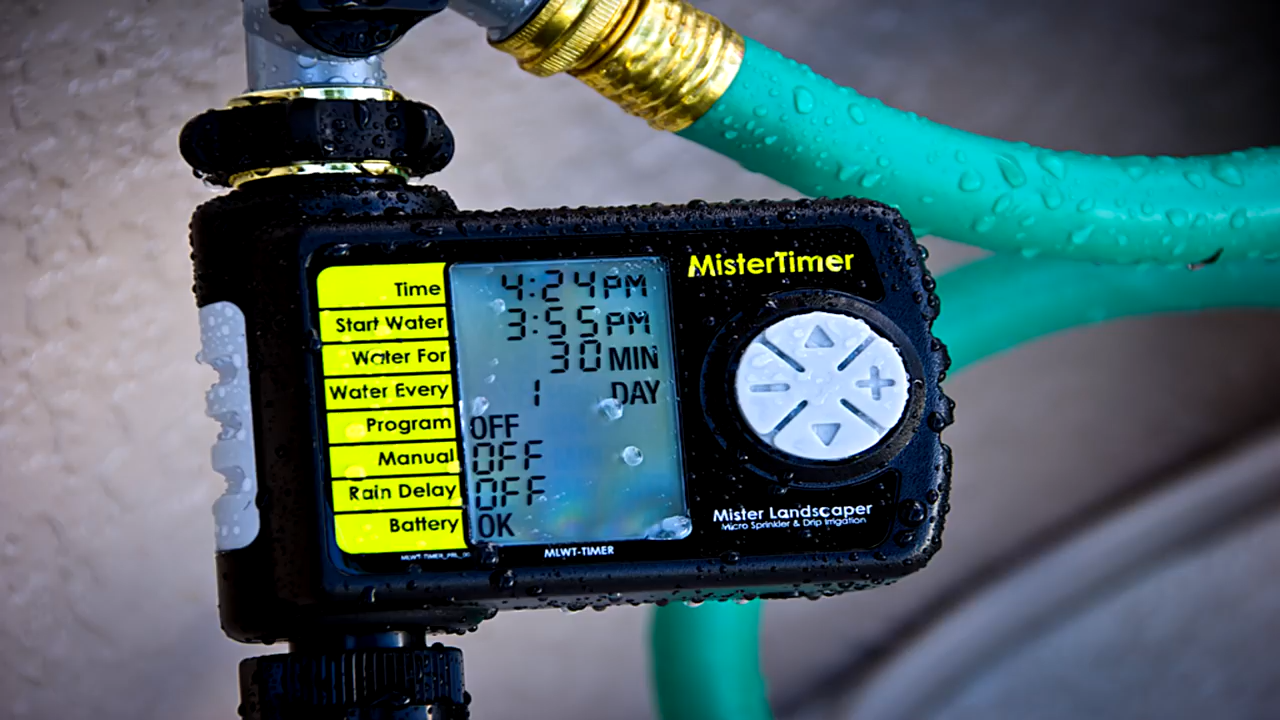 MisterTimer
Time 4:24 PM
Start Water 3:55 PM
Water For 30 MIN
Water Every 1 DAY
Program OFF
Manual OFF
Rain Delay OFF
Battery OK
Mister Landscaper
Micro Sprinkler & Drip Irrigation
MLWT-TIMER